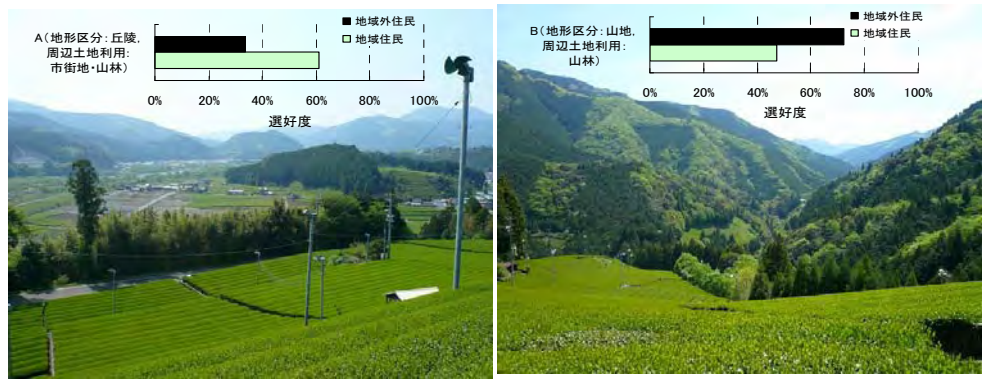 A（地形区分：丘陵，
周辺土地利用：
市街地・山林）
■地域外住民
□地域住民
0% 20% 40% 60% 80% 100%
選好度
B（地形区分：山地，
周辺土地利用：
山林）
■地域外住民
□地域住民
0% 20% 40% 60% 80% 100%
選好度